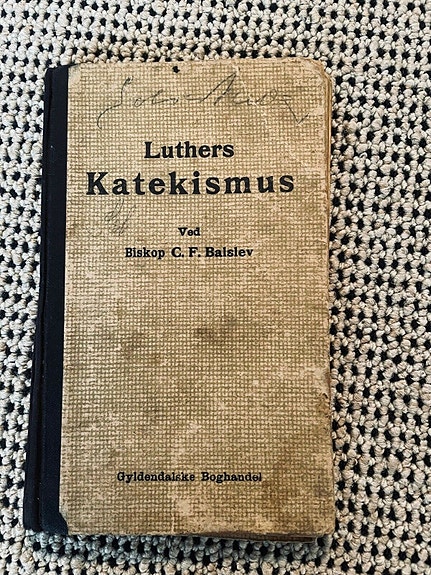 Luthers
Katekismus
Ved
Biskop C. F. Balslev
Gyldendalske Boghandel